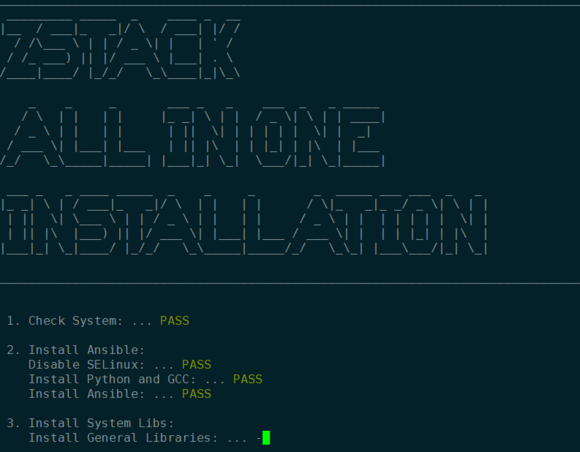 ZSTACK
ALL IN ONE
INSTALLATION
1. Check System: ... PASS
2. Install Ansible:
Disable SELinux: ... PASS
Install Python and GCC: ... PASS
Install Ansible: ... PASS
3. Install System Libs:
Install General Libraries: ... -